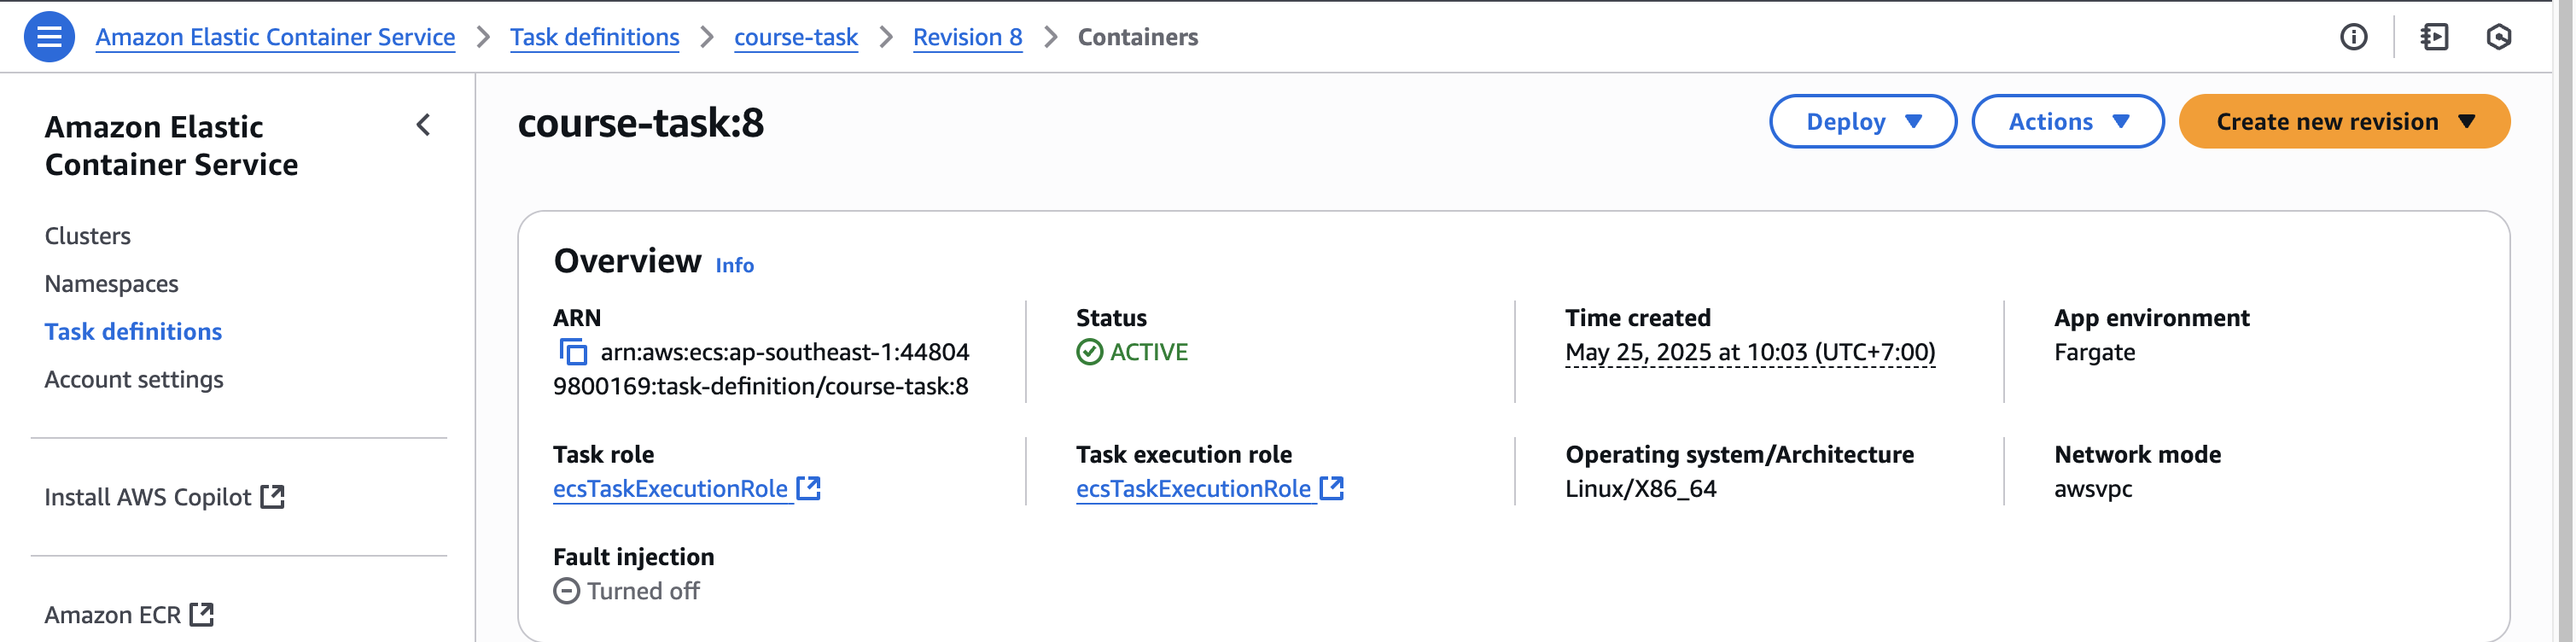 Amazon Elastic Container Service > Task definitions > course-task > Revision 8 > Containers
Amazon Elastic
Container Service
Clusters
Namespaces
Task definitions
Account settings
Install AWS Copilot
Amazon ECR
course-task:8
Deploy
Actions
Create new revision
Overview Info
ARN
arn:aws:ecs:ap-southeast-1:44804
9800169:task-definition/course-task:8
Status
ACTIVE
Time created
May 25, 2025 at 10:03 (UTC+7:00)
App environment
Fargate
Task role
ecsTaskExecutionRole
Task execution role
ecsTaskExecutionRole
Operating system/Architecture
Linux/X86_64
Network mode
awsvpc
Fault injection
Turned off